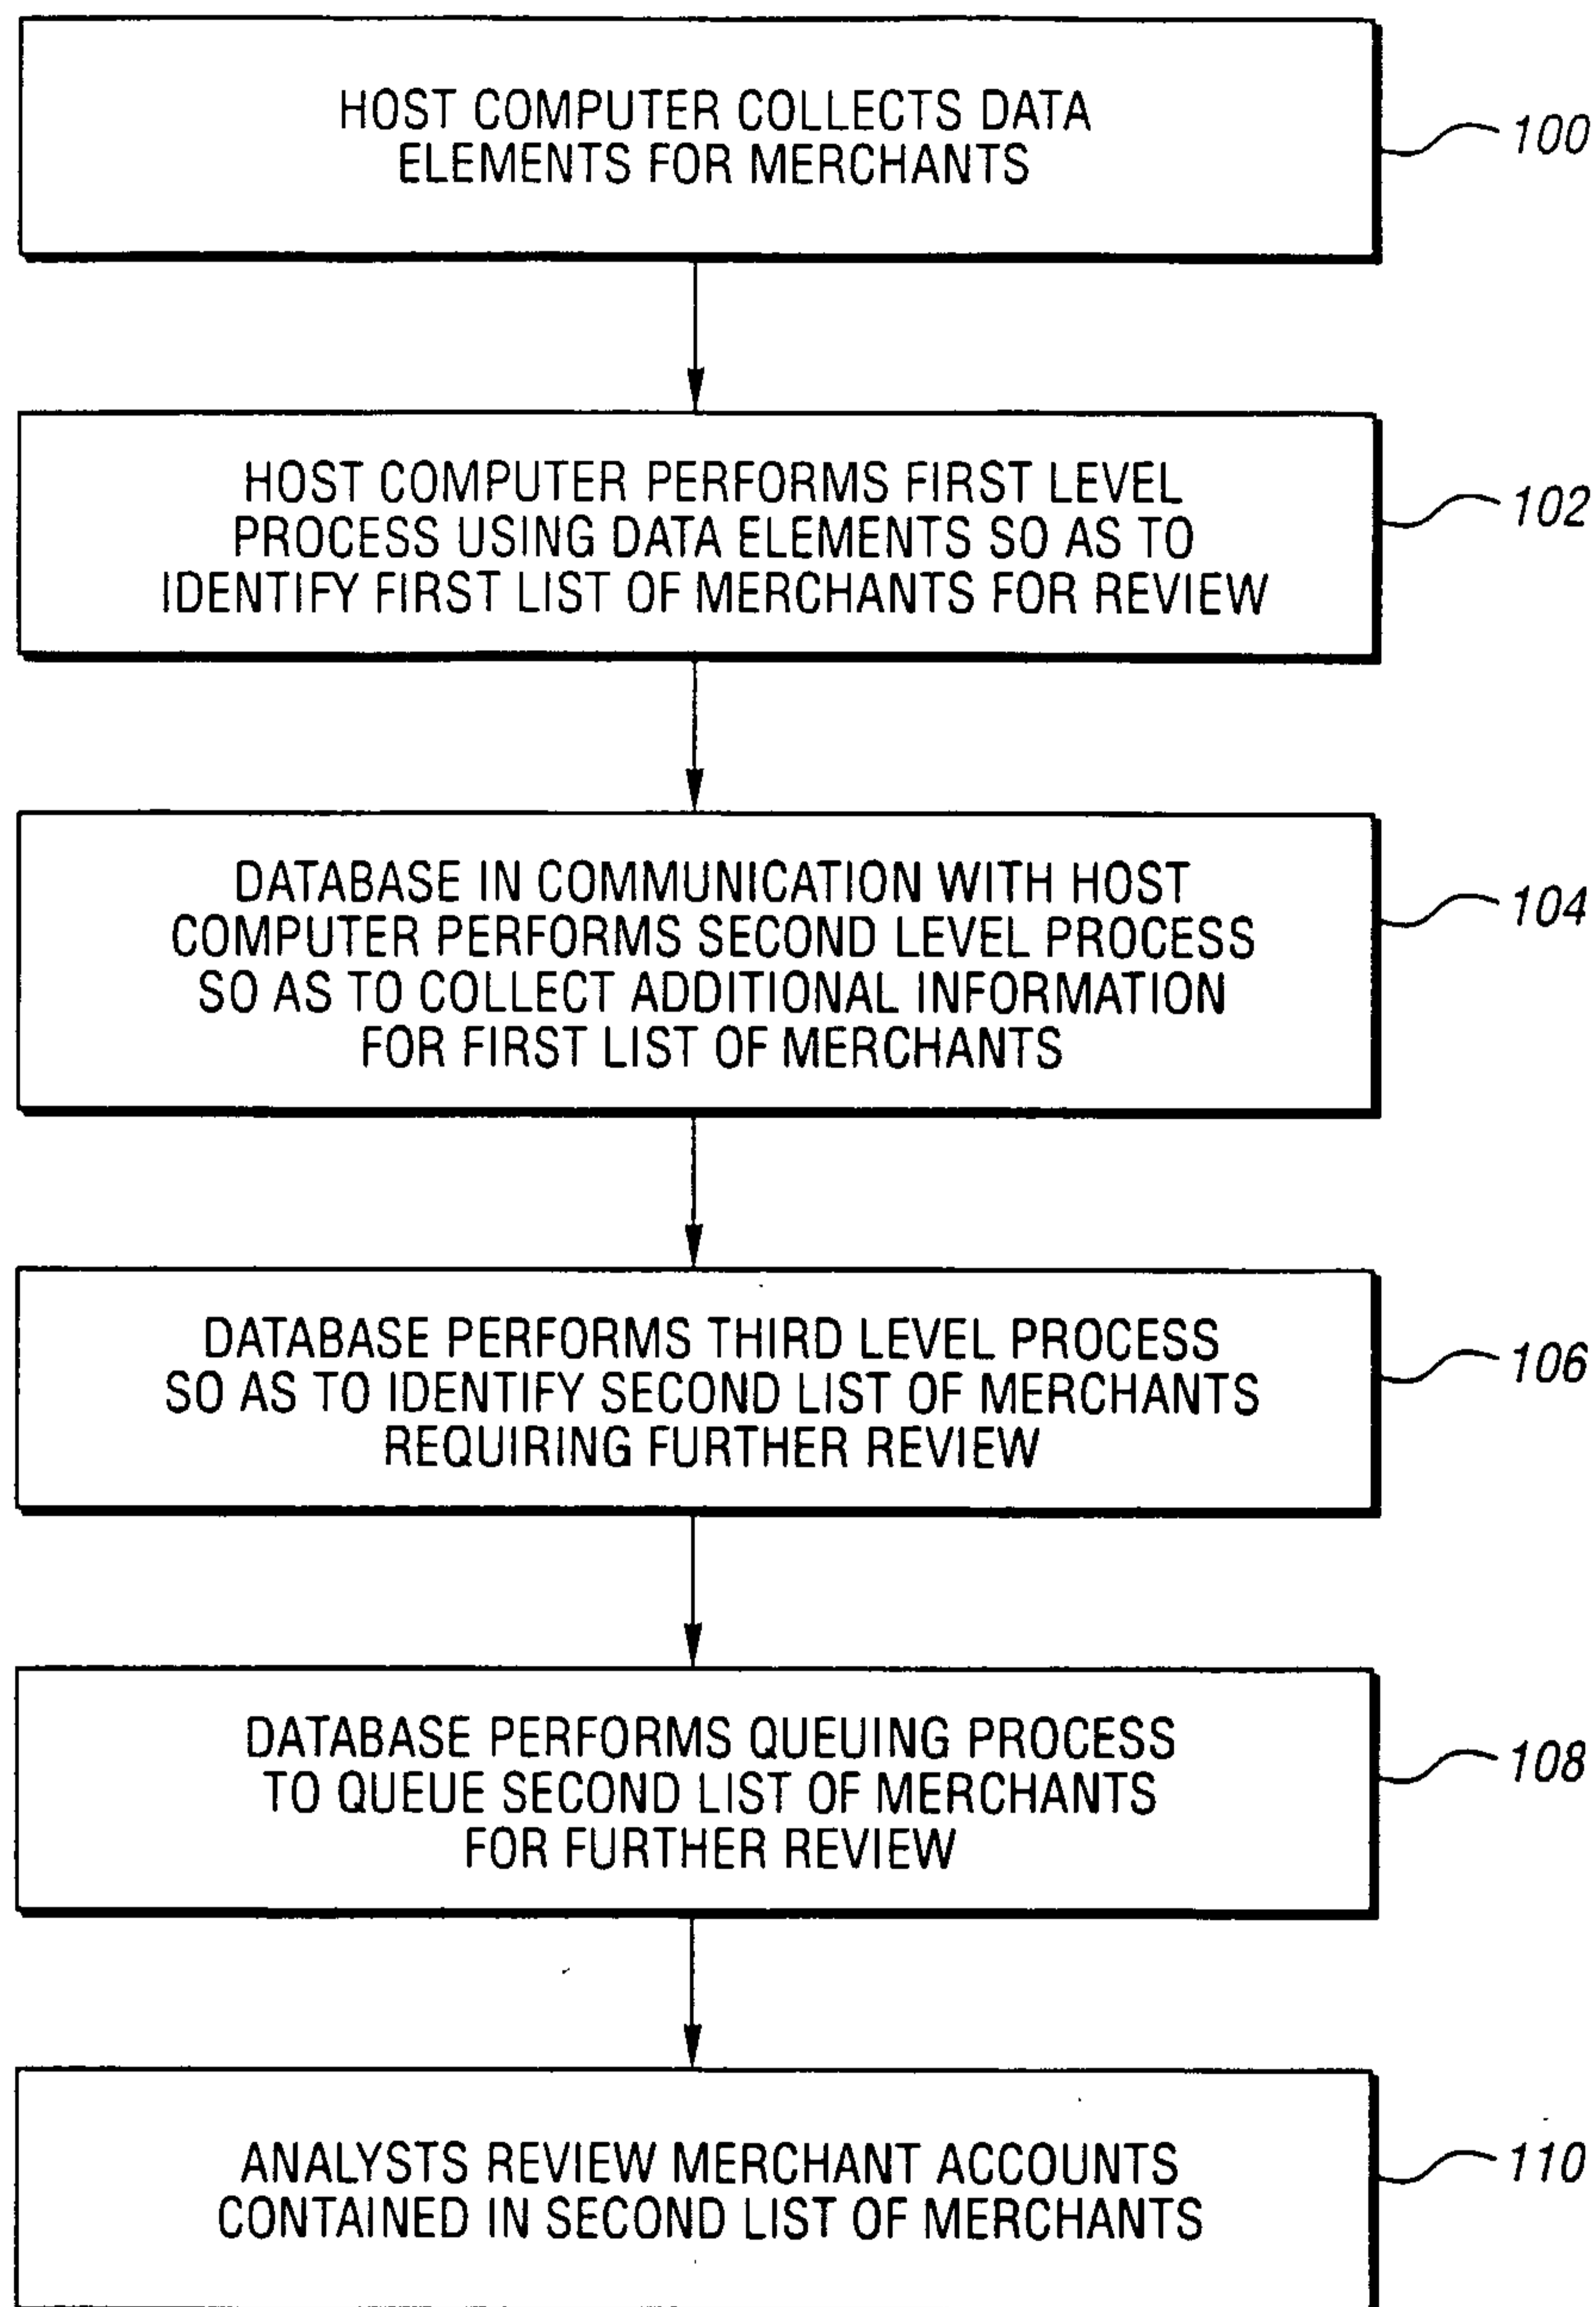 HOST COMPUTER COLLECTS DATA
ELEMENTS FOR MERCHANTS
100
HOST COMPUTER PERFORMS FIRST LEVEL
PROCESS USING DATA ELEMENTS SO AS TO
IDENTIFY FIRST LIST OF MERCHANTS FOR REVIEW
102
DATABASE IN COMMUNICATION WITH HOST
COMPUTER PERFORMS SECOND LEVEL PROCESS
SO AS TO COLLECT ADDITIONAL INFORMATION
FOR FIRST LIST OF MERCHANTS
104
DATABASE PERFORMS THIRD LEVEL PROCESS
SO AS TO IDENTIFY SECOND LIST OF MERCHANTS
REQUIRING FURTHER REVIEW
106
DATABASE PERFORMS QUEUING PROCESS
TO QUEUE SECOND LIST OF MERCHANTS
FOR FURTHER REVIEW
108
ANALYSTS REVIEW MERCHANT ACCOUNTS
CONTAINED IN SECOND LIST OF MERCHANTS
110